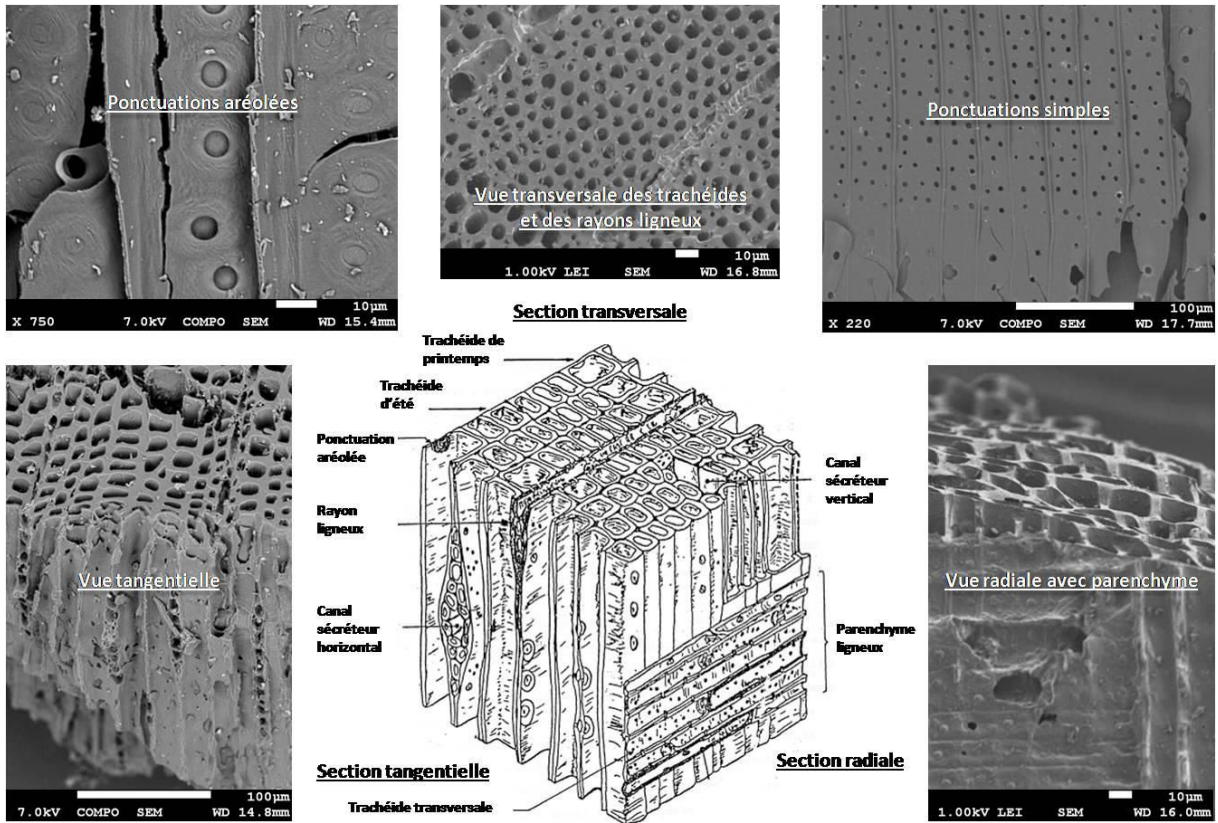 Ponctuations aréolées
10µm
X 750 7.0kV COMPO SEM WD 15.4mm
Vue transversale des trachéides
et des rayons ligneux
10µm
1.00kV LEI SEM WD 16.8mm
Ponctuations simples
100µm
X 220 7.0kV COMPO SEM WD 17.7mm
Section transversale
Trachéide de
printemps
Trachéide
d'été
Ponctuation
aréolée
Rayon
ligneux
Canal
sécréteur
horizontal
Canal
sécréteur
vertical
Parenchyme
ligneux
Section tangentielle
Section radiale
Trachéide transversale
Vue tangentielle
100µm
7.0kV COMPO SEM WD 14.8mm
Vue radiale avec parenchyme
10µm
1.00kV LEI SEM WD 16.0mm